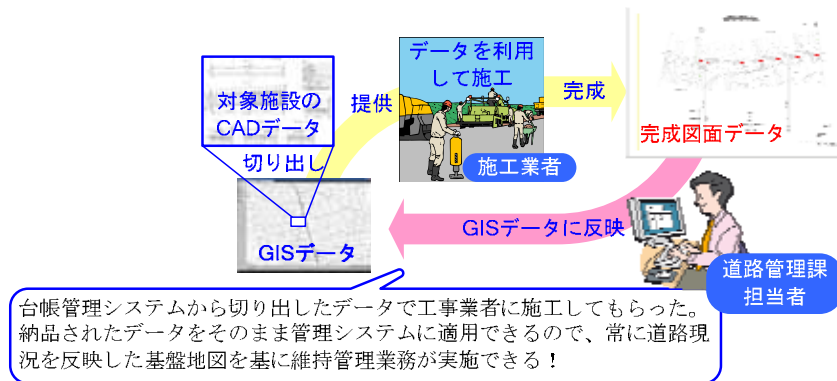 対象施設の
CADデータ
切り出し
GISデータ
提供
データを利用
して施工
施工業者
完成
完成図面データ
GISデータに反映
道路管理課
担当者
台帳管理システムから切り出したデータで工事業者に施工してもらった。
納品されたデータをそのまま管理システムに適用できるので、常に道路現
況を反映した基盤地図を基に維持管理業務が実施できる!